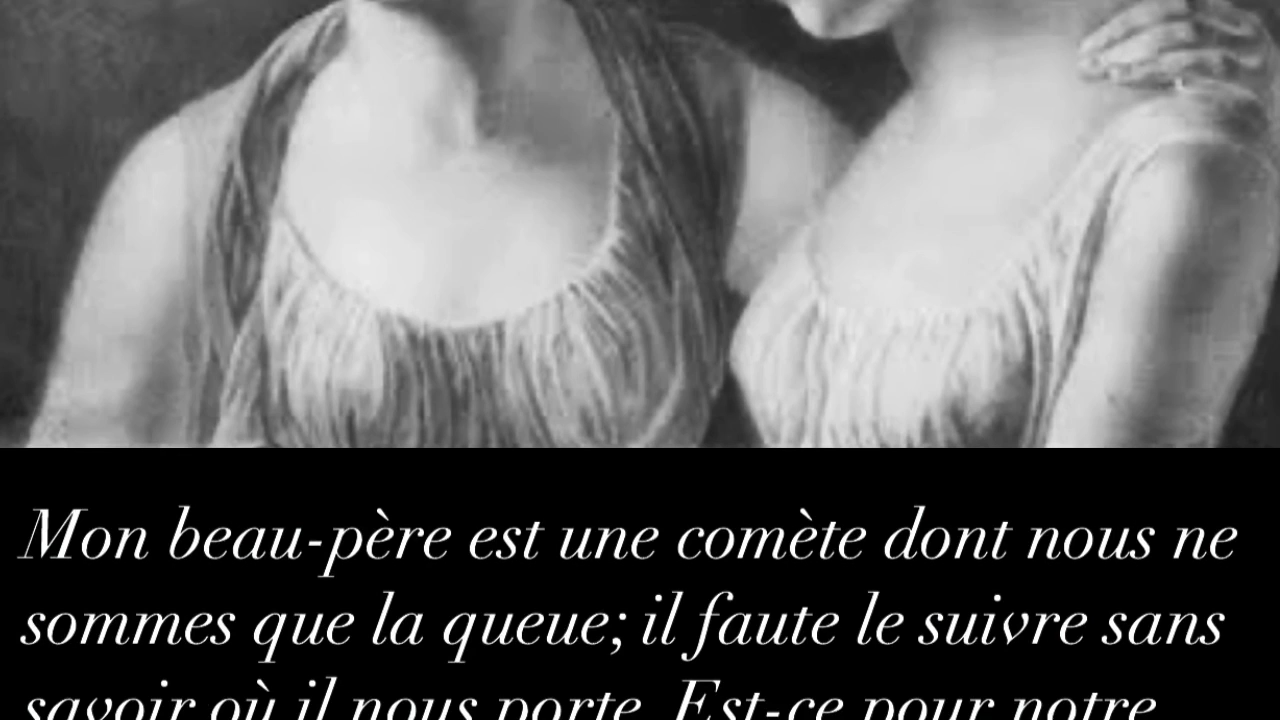 Mon beau-père est une comète dont nous ne
sommes que la queue; il faute le suivre sans
savoir où il nous porte. Est-ce pour notre